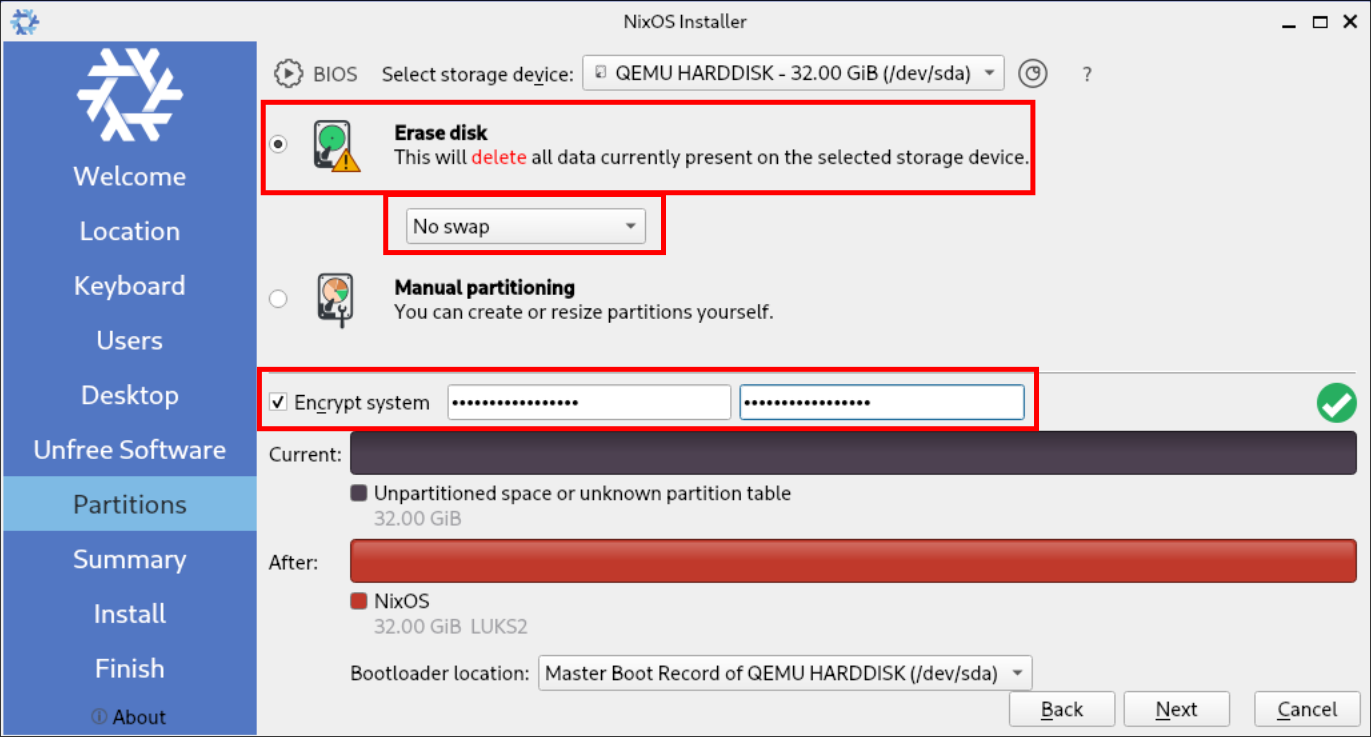 NixOS Installer
BIOS Select storage device: QEMU HARDDISK - 32.00 GiB (/dev/sda) ?
Erase disk
This will delete all data currently present on the selected storage device.
No swap
Manual partitioning
You can create or resize partitions yourself.
Encrypt system ••••••••••••••••• •••••••••••••••••
Current:
Unpartitioned space or unknown partition table
32.00 GiB
After:
NixOS
32.00 GiB LUKS2
Bootloader location: Master Boot Record of QEMU HARDDISK (/dev/sda)
Back Next Cancel
Welcome
Location
Keyboard
Users
Desktop
Unfree Software
Partitions
Summary
Install
Finish
About